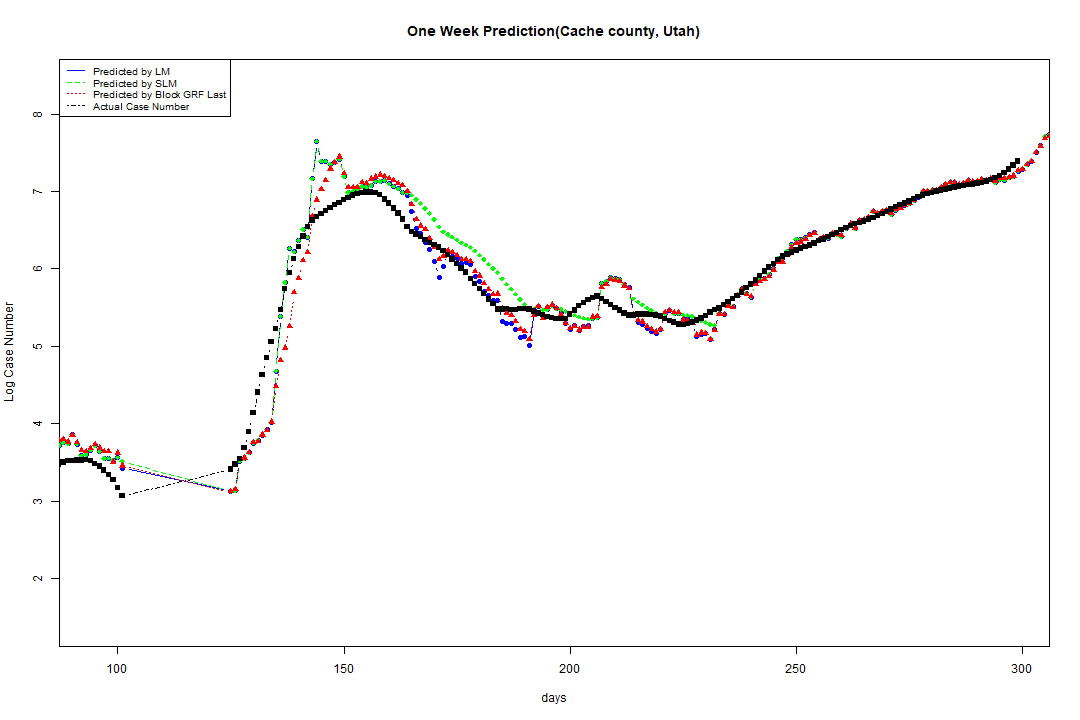 One Week Prediction(Cache county, Utah)
Predicted by LM
Predicted by SLM
Predicted by Block GRF Last
Actual Case Number
8
7
6
5
4
3
2
Log Case Number
100 150 200 250 300
days